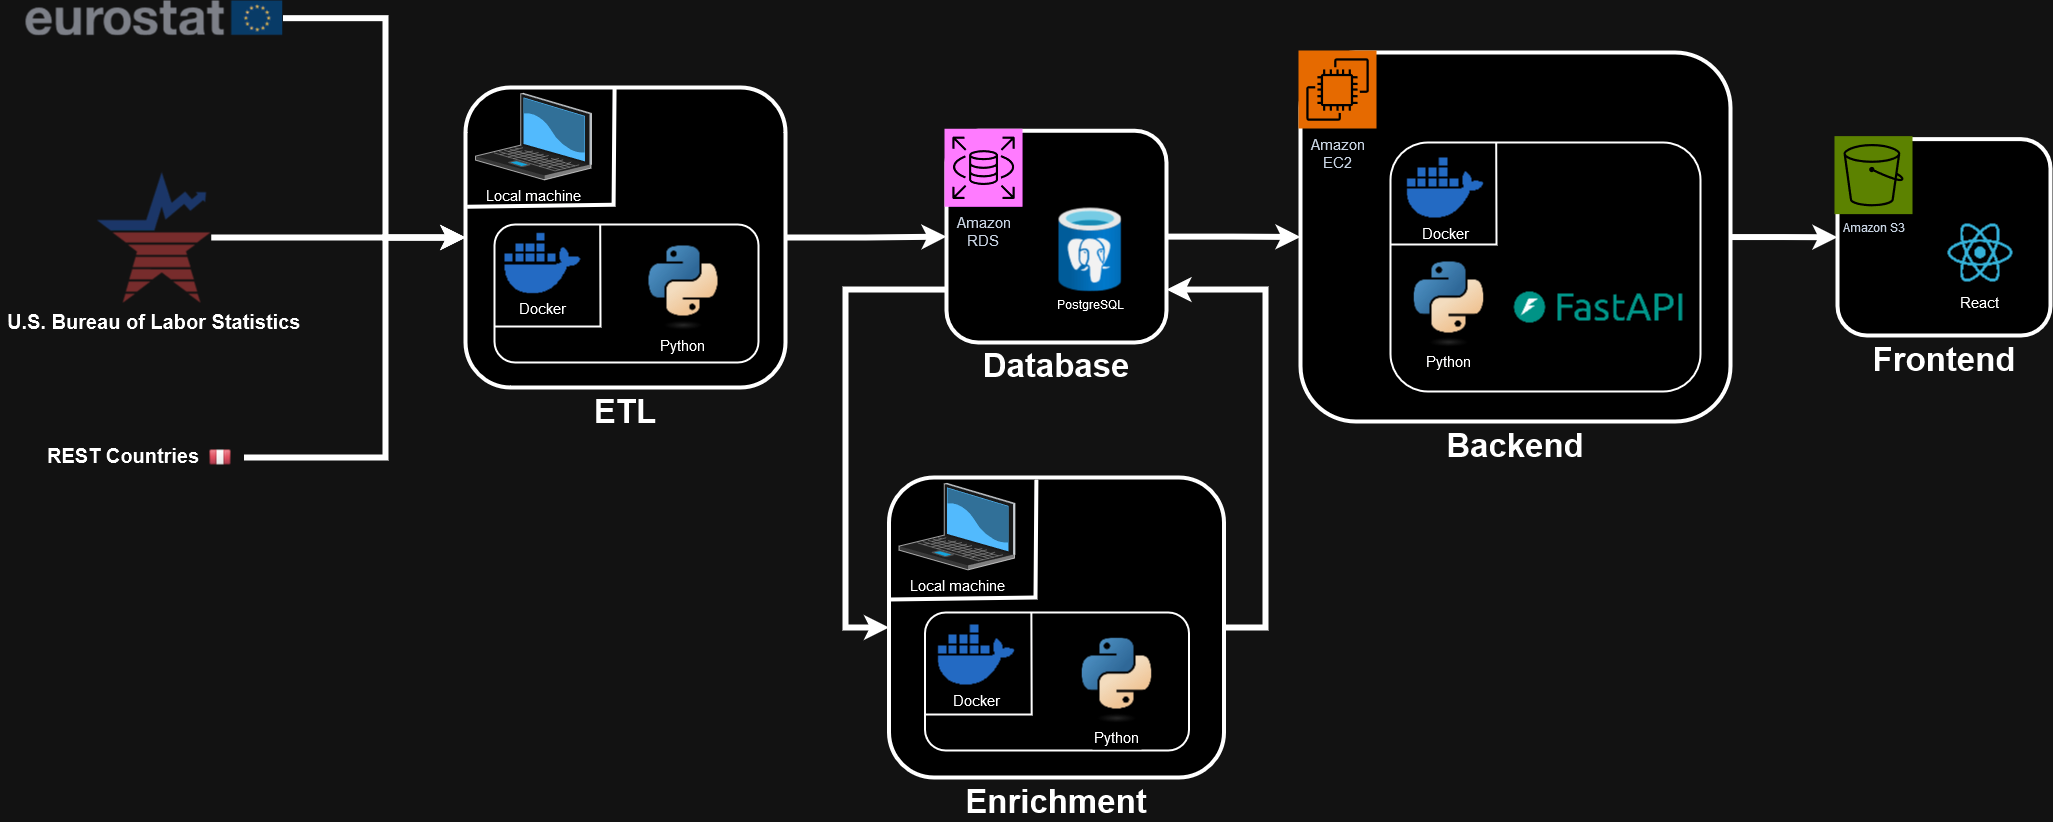 eurostat
U.S. Bureau of Labor Statistics
REST Countries
Local machine
Docker
Python
ETL
Amazon
RDS
PostgreSQL
Database
Local machine
Docker
Python
Enrichment
Amazon
EC2
Docker
Python
FastAPI
Backend
Amazon S3
React
Frontend